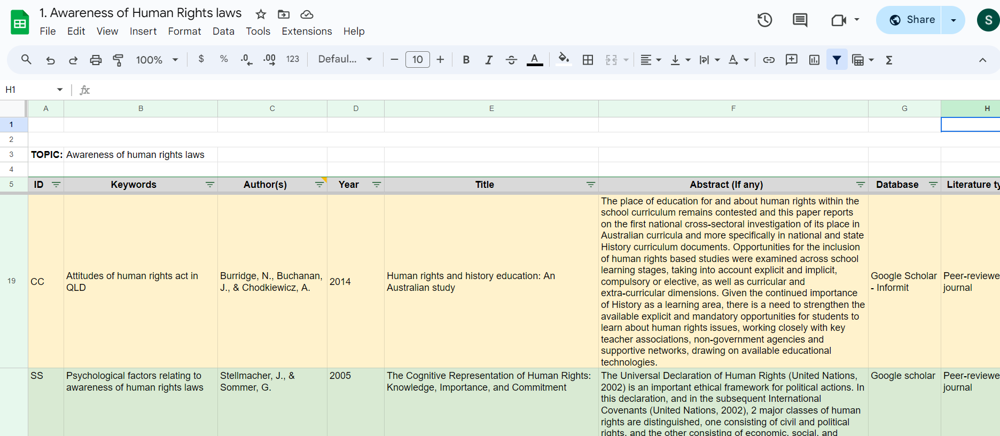 1. Awareness of Human Rights laws
File Edit View Insert Format Data Tools Extensions Help
Share
S
100% $ % .0 .00 123 Defaul... 10 B I A A Σ
H1 fx
A B C D E F G H
1
2
3 TOPIC: Awareness of human rights laws
4
5 ID Keywords Author(s) Year Title Abstract (If any) Database Literature ty
19
CC
Attitudes of human rights act in
QLD
Burridge, N., Buchanan,
J., & Chodkiewicz, A.
2014
Human rights and history education: An
Australian study
The place of education for and about human rights within the
school curriculum remains contested and this paper reports
on the first national cross-sectoral investigation of its place in
Australian curricula and more specifically in national and state
History curriculum documents. Opportunities for the inclusion
of human rights based studies were examined across school
learning stages, taking into account explicit and implicit,
compulsory or elective, as well as curricular and
extra-curricular dimensions. Given the continued importance
of History as a learning area, there is a need to strengthen the
available explicit and mandatory opportunities for students to
learn about human rights issues, working closely with key
teacher associations, non-government agencies and
supportive networks, drawing on available educational
technologies.
Google Scholar
- Informit
Peer-reviewe
journal
SS
Psychological factors relating to
awareness of human rights laws
Stellmacher, J., &
Sommer, G.
2005
The Cognitive Representation of Human Rights:
Knowledge, Importance, and Commitment
The Universal Declaration of Human Rights (United Nations,
2002) is an important ethical framework for political actions. In
this declaration, and in the subsequent International
Covenants (United Nations, 2002), 2 major classes of human
rights are distinguished, one consisting of civil and political
rights, and the other consisting of economic, social, and
Google scholar
Peer-reviewe
journal